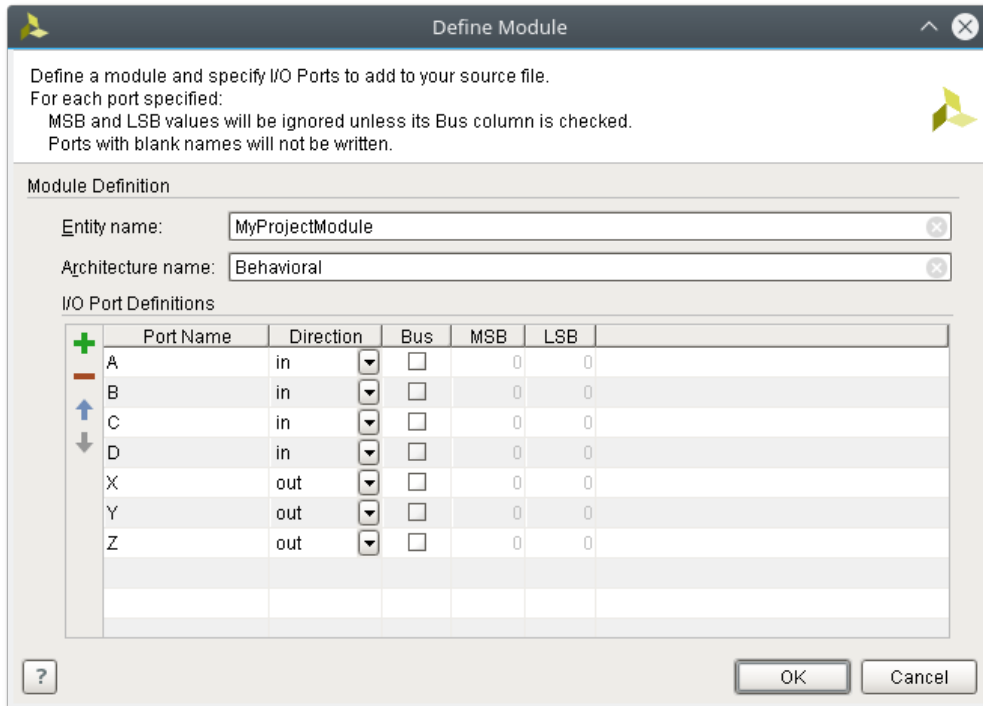 Define Module
Define a module and specify I/O Ports to add to your source file.
For each port specified:
MSB and LSB values will be ignored unless its Bus column is checked.
Ports with blank names will not be written.
Module Definition
Entity name: MyProjectModule
Architecture name: Behavioral
I/O Port Definitions
Port Name Direction Bus MSB LSB
A in 0 0
B in 0 0
C in 0 0
D in 0 0
X out 0 0
Y out 0 0
Z out 0 0
? OK Cancel